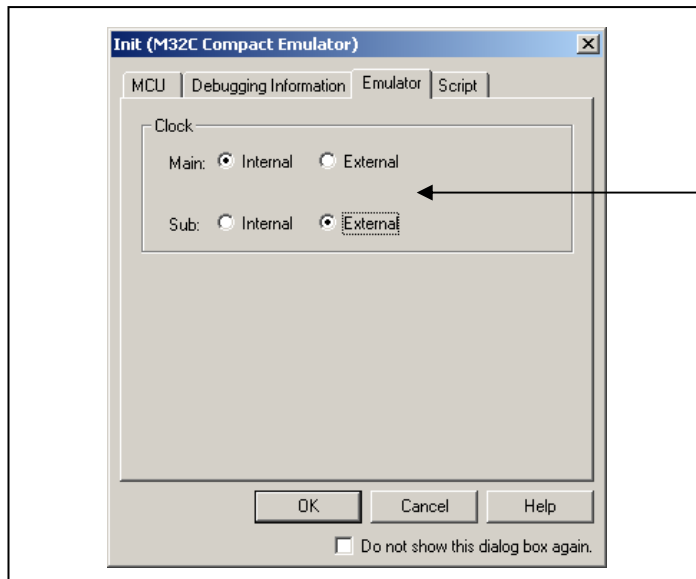 Init (M32C Compact Emulator)
MCU Debugging Information Emulator Script
Clock
Main: Internal External
Sub: Internal External
OK Cancel Help
Do not show this dialog box again.